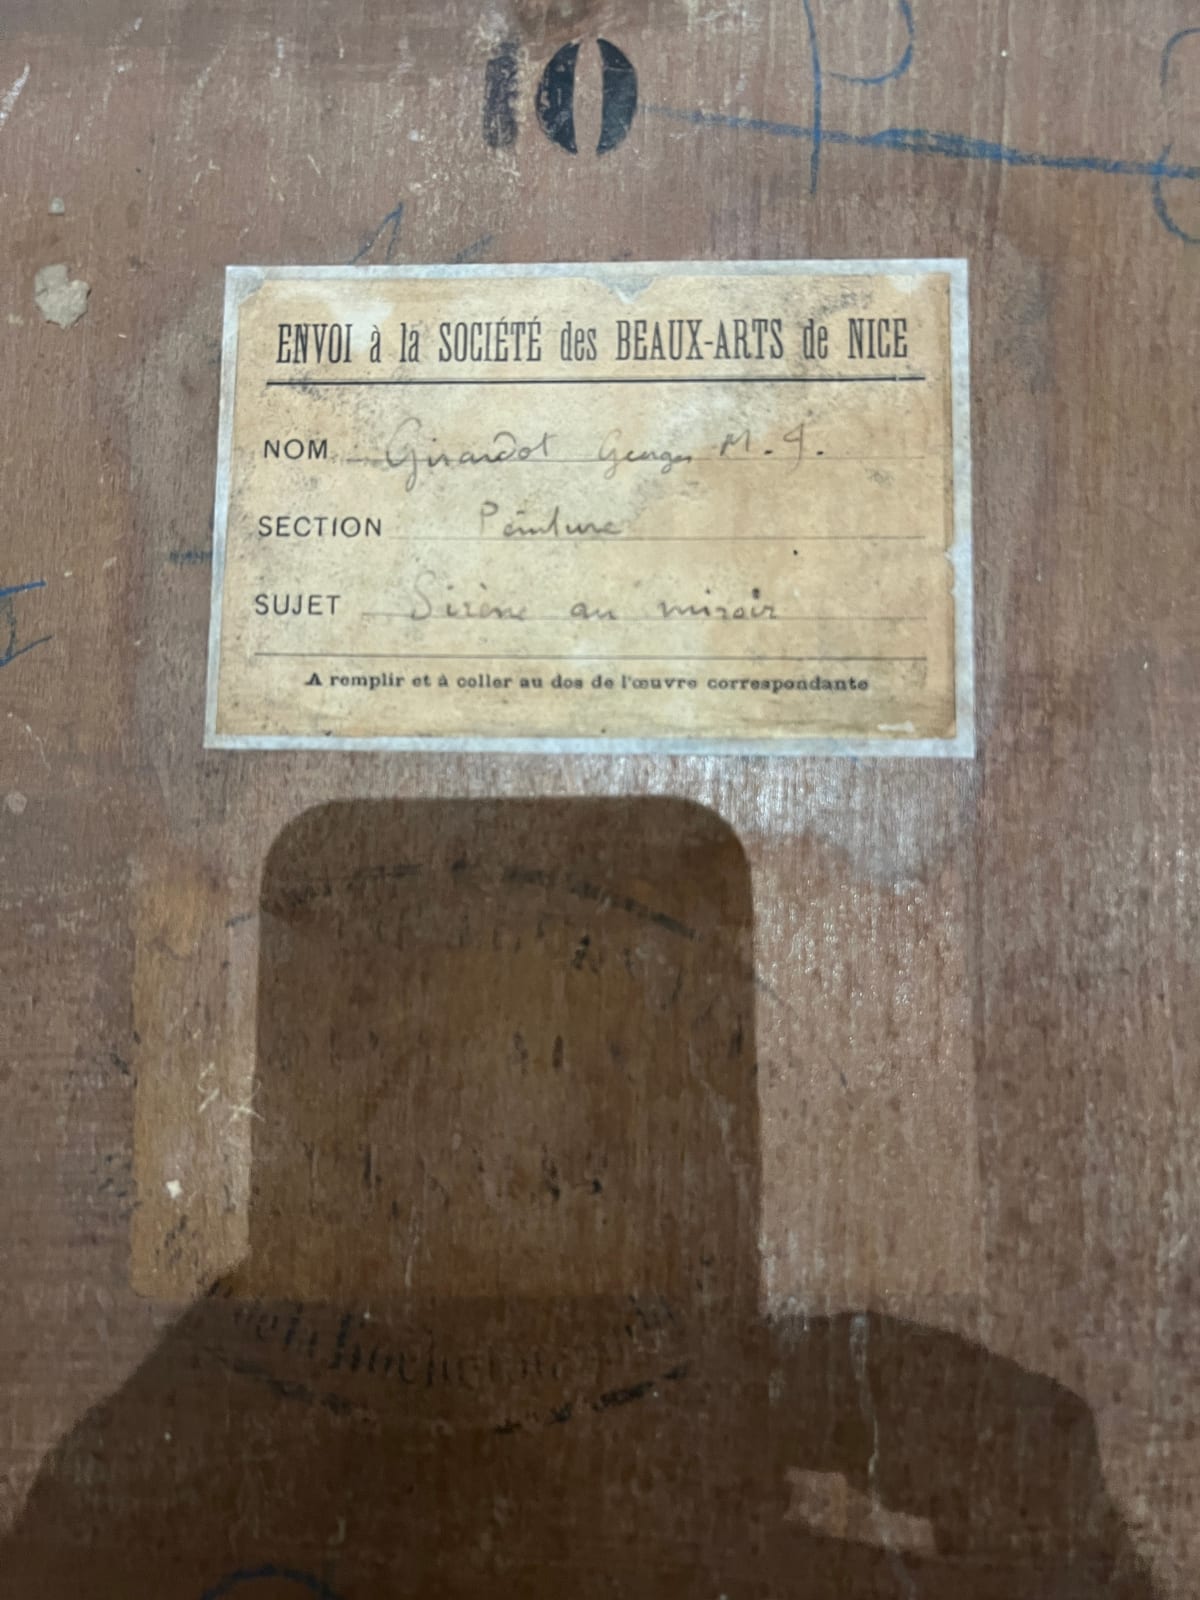 10
P
ENVOI à la SOCIÉTÉ des BEAUX-ARTS de NICE
NOM Girardot Georges M. J.
SECTION Peinture
SUJET Sirène au miroir
A remplir et à coller au dos de l'œuvre correspondante